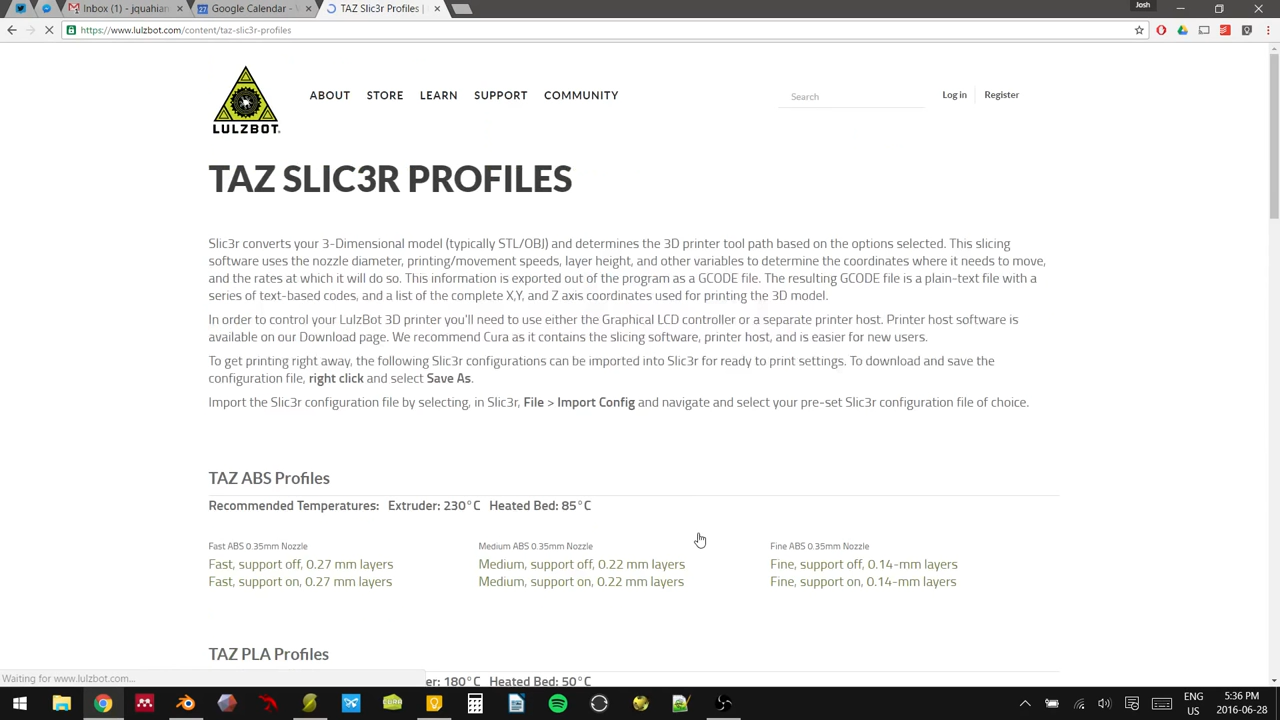 Josh
Inbox (1) - jquahian
Google Calendar -
TAZ Slic3r Profiles |
https://www.lulzbot.com/content/taz-slic3r-profiles
LULZBOT.
ABOUT STORE LEARN SUPPORT COMMUNITY
Search
Log in Register
TAZ SLIC3R PROFILES
Slic3r converts your 3-Dimensional model (typically STL/OBJ) and determines the 3D printer tool path based on the options selected. This slicing
software uses the nozzle diameter, printing/movement speeds, layer height, and other variables to determine the coordinates where it needs to move,
and the rates at which it will do so. This information is exported out of the program as a GCODE file. The resulting GCODE file is a plain-text file with a
series of text-based codes, and a list of the complete X,Y, and Z axis coordinates used for printing the 3D model.
In order to control your LulzBot 3D printer you'll need to use either the Graphical LCD controller or a separate printer host. Printer host software is
available on our Download page. We recommend Cura as it contains the slicing software, printer host, and is easier for new users.
To get printing right away, the following Slic3r configurations can be imported into Slic3r for ready to print settings. To download and save the
configuration file, right click and select Save As.
Import the Slic3r configuration file by selecting, in Slic3r, File > Import Config and navigate and select your pre-set Slic3r configuration file of choice.
TAZ ABS Profiles
Recommended Temperatures: Extruder: 230°C Heated Bed: 85°C
Fast ABS 0.35mm Nozzle
Fast, support off, 0.27 mm layers
Fast, support on, 0.27 mm layers
Medium ABS 0.35mm Nozzle
Medium, support off, 0.22 mm layers
Medium, support on, 0.22 mm layers
Fine ABS 0.35mm Nozzle
Fine, support off, 0.14-mm layers
Fine, support on, 0.14-mm layers
TAZ PLA Profiles
er: 180°C Heated Bed: 50°C
Waiting for www.lulzbot.com...
CURA
ENG
US
5:36 PM
2016-06-28